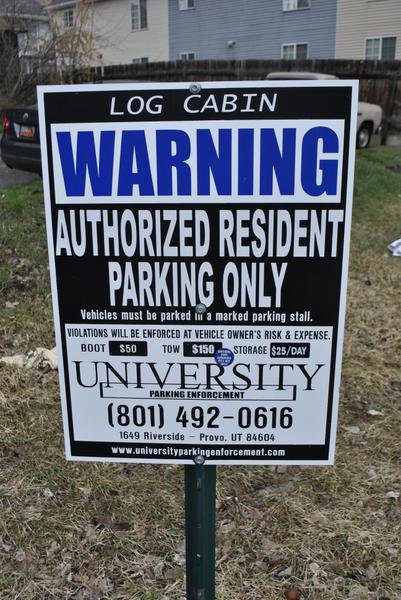 LOG CABIN
WARNING
AUTHORIZED RESIDENT
PARKING ONLY
Vehicles must be parked in a marked parking stall.
VIOLATIONS WILL BE ENFORCED AT VEHICLE OWNER'S RISK & EXPENSE.
BOOT $50 TOW $150 STORAGE $25/DAY
UNIVERSITY
PARKING ENFORCEMENT
(801) 492-0616
1649 Riverside - Provo, UT 84604
www.universityparkingenforcement.com